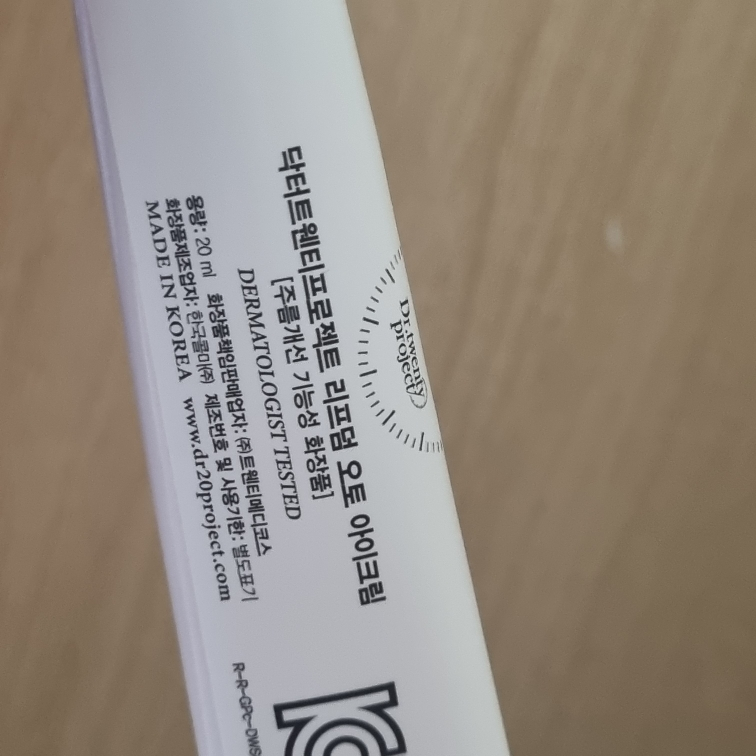 Dr.twenty
project
닥터트웬티프로젝트 리프덤 오토 아이크림
[주름개선 기능성 화장품]
DERMATOLOGIST TESTED
용량: 20 ml 화장품책임판매업자: ㈜트웬티메디코스
화장품제조업자: 한국콜마㈜ 제조번호 및 사용기한: 별도표기
MADE IN KOREA www.dr20project.com
R-R-GPc-DWS